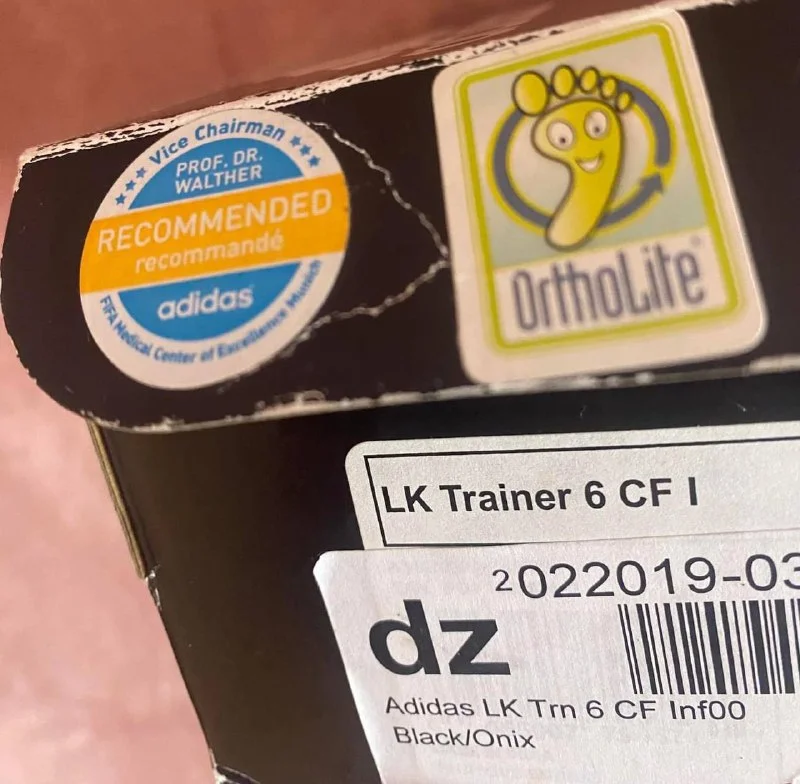 Vice Chairman
PROF. DR.
WALTHER
RECOMMENDED
recommandé
adidas
FIFA Medical Center of Excellence Munich
OrthoLite®
LK Trainer 6 CF I
2022019-03
dz
Adidas LK Trn 6 CF Inf00
Black/Onix